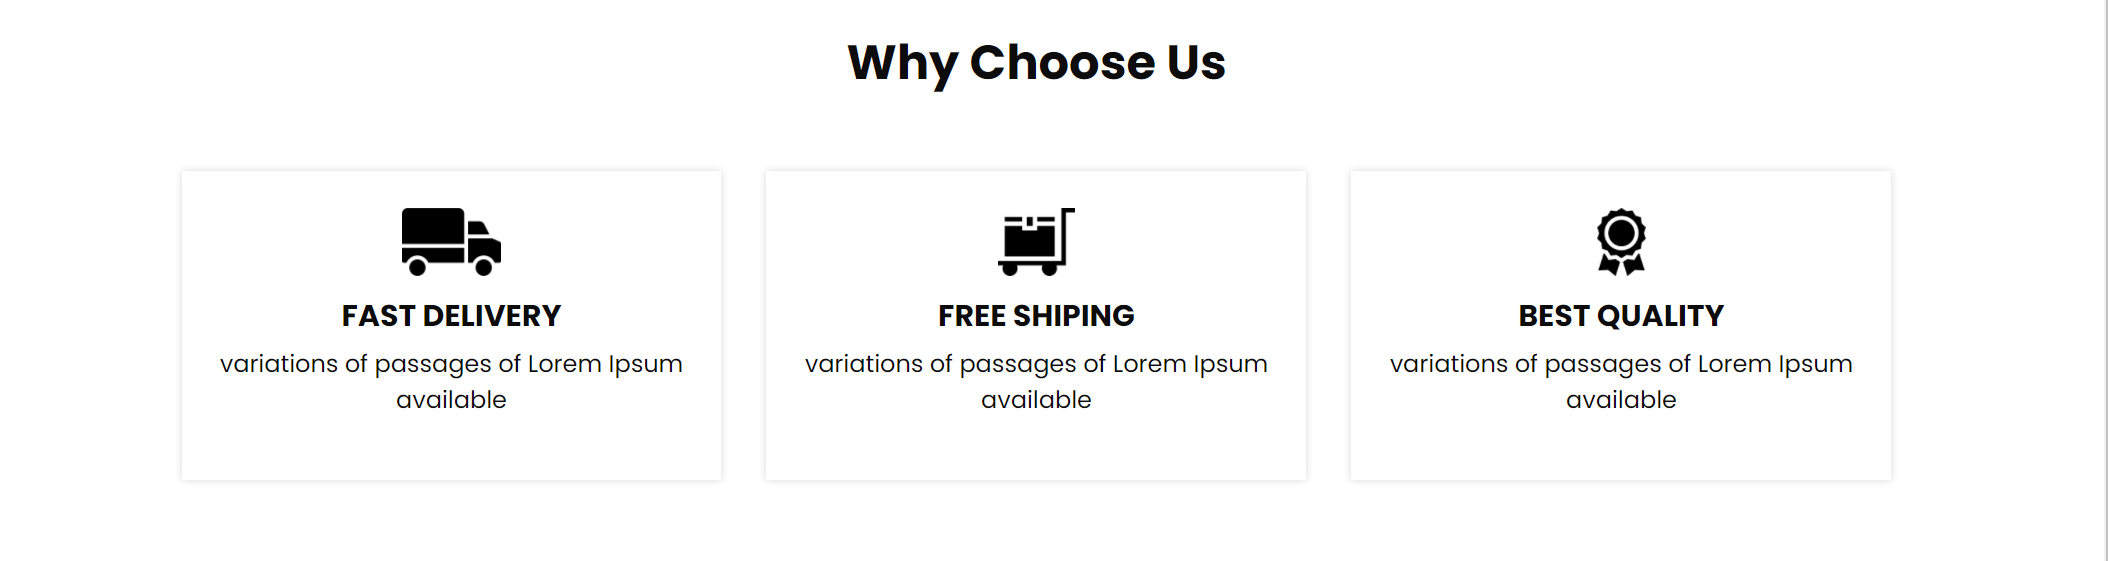 Why Choose Us
FAST DELIVERY
variations of passages of Lorem Ipsum
available
FREE SHIPING
variations of passages of Lorem Ipsum
available
BEST QUALITY
variations of passages of Lorem Ipsum
available